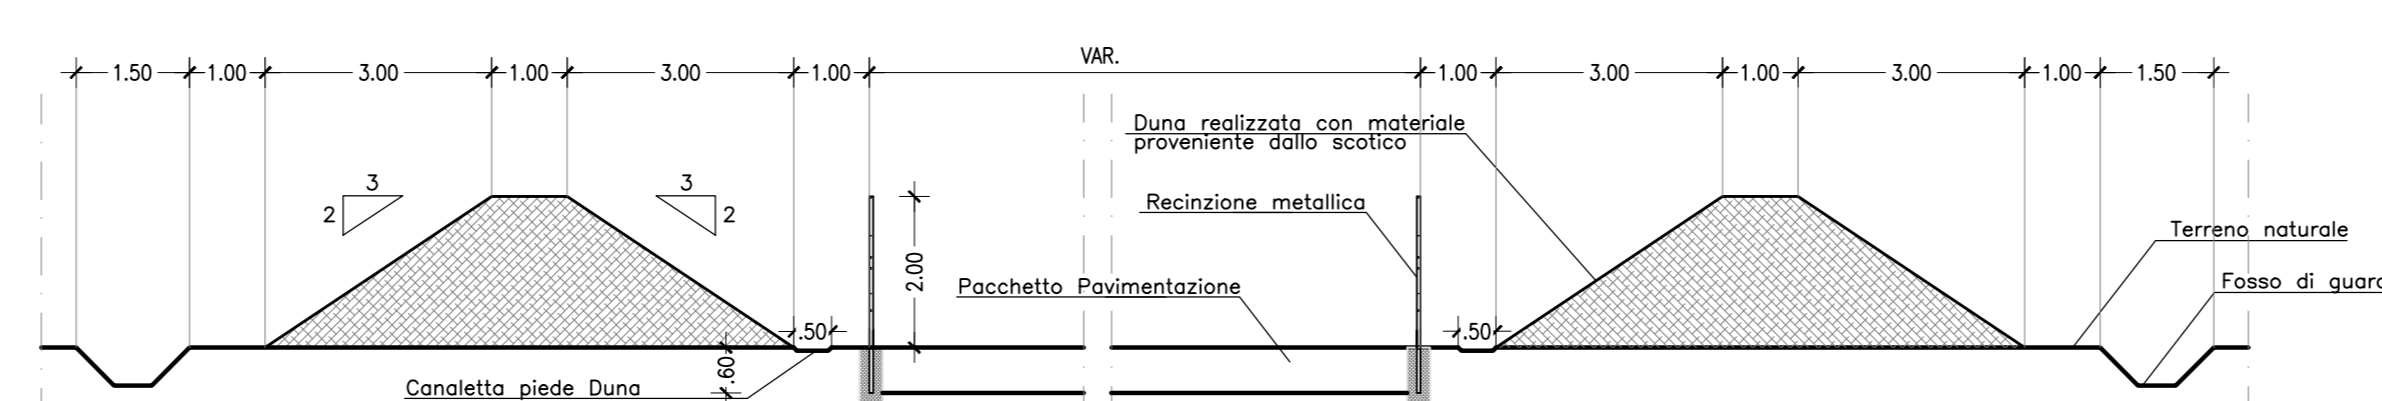 VAR.
1.50 1.00 3.00 1.00 3.00 1.00 1.00 3.00 1.00 3.00 1.00 1.50
Duna realizzata con materiale
proveniente dallo scotico
3 3
2 2
Recinzione metallica
Terreno naturale
2.00
Pacchetto Pavimentazione
Fosso di
.50 .50
.60
Canaletta piede Duna